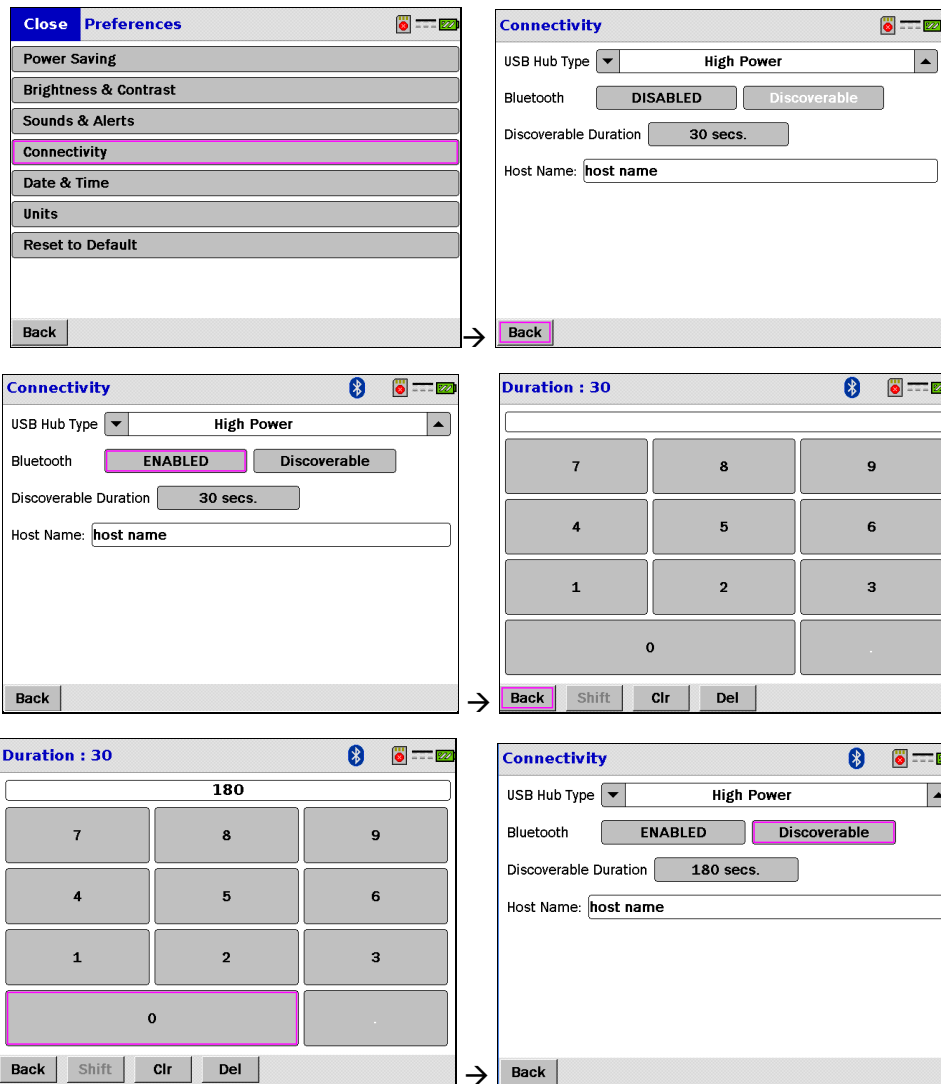 Close Preferences
Power Saving
Brightness & Contrast
Sounds & Alerts
Connectivity
Date & Time
Units
Reset to Default
Back
→
Connectivity
USB Hub Type High Power
Bluetooth DISABLED Discoverable
Discoverable Duration 30 secs.
Host Name: host name
Back
Connectivity
USB Hub Type High Power
Bluetooth ENABLED Discoverable
Discoverable Duration 30 secs.
Host Name: host name
Back
→
Duration : 30
7 8 9
4 5 6
1 2 3
0 .
Back Shift Clr Del
Duration : 30
180
7 8 9
4 5 6
1 2 3
0 .
Back Shift Clr Del
→
Connectivity
USB Hub Type High Power
Bluetooth ENABLED Discoverable
Discoverable Duration 180 secs.
Host Name: host name
Back